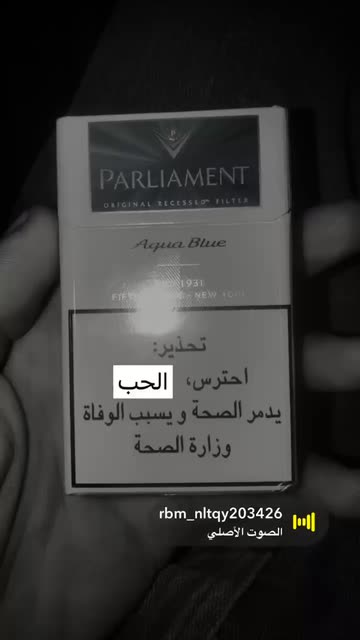 PARLIAMENT
ORIGINAL RECESSED FILTER
Aqua Blue
1931
NEW YORK
تحذير:
احترس، الحب
يدمر الصحة ويسبب الوفاة
وزارة الصحة
rbm_nltqy203426
الصوت الأصلي